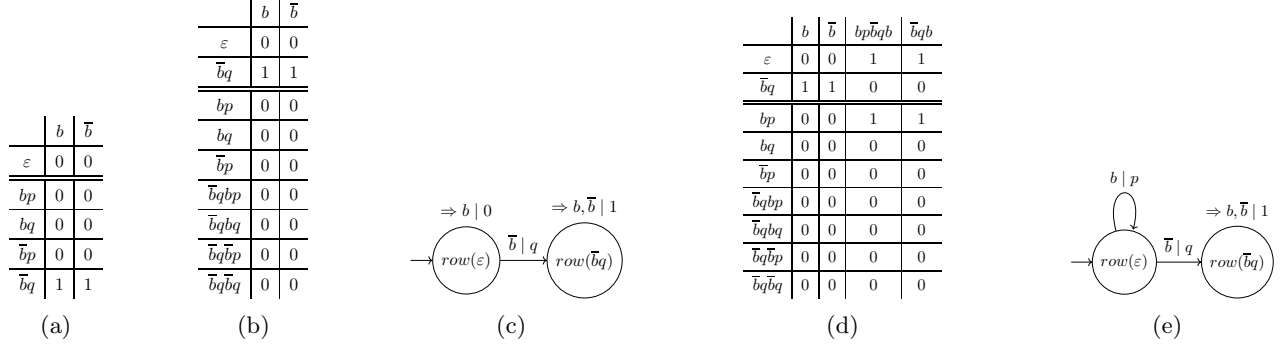 b b̅
ε 0 0
bp 0 0
bq 0 0
b̅p 0 0
b̅q 1 1
(a)
b b̅
ε 0 0
b̅q 1 1
bp 0 0
bq 0 0
b̅p 0 0
b̅qbp 0 0
b̅qbq 0 0
b̅qb̅p 0 0
b̅qb̅q 0 0
(b)
⇒ b | 0
⇒ b, b̅ | 1
row(ε)
b̅ | q
row(b̅q)
(c)
b b̅ bpb̅qb b̅qb
ε 0 0 1 1
b̅q 1 1 0 0
bp 0 0 1 1
bq 0 0 0 0
b̅p 0 0 0 0
b̅qbp 0 0 0 0
b̅qbq 0 0 0 0
b̅qb̅p 0 0 0 0
b̅qb̅q 0 0 0 0
(d)
b | p
⇒ b, b̅ | 1
row(ε)
b̅ | q
row(b̅q)
(e)